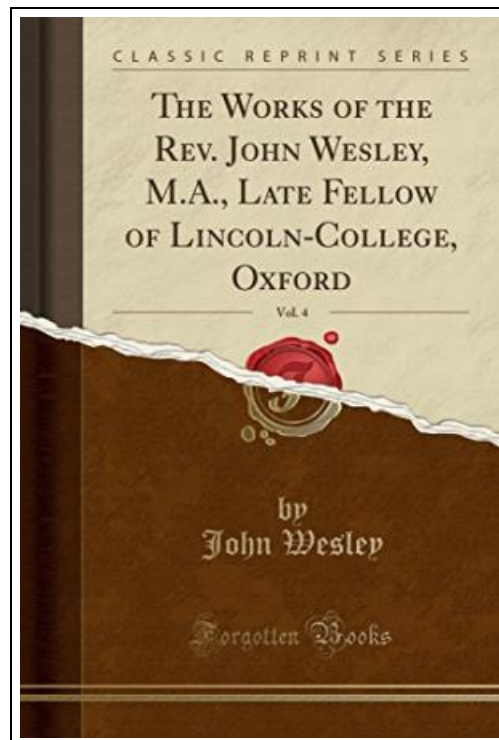 CLASSIC REPRINT SERIES
THE WORKS OF THE
REV. JOHN WESLEY,
M.A., LATE FELLOW
OF LINCOLN-COLLEGE,
OXFORD
Vol. 4
by
John Wesley
Forgotten Books